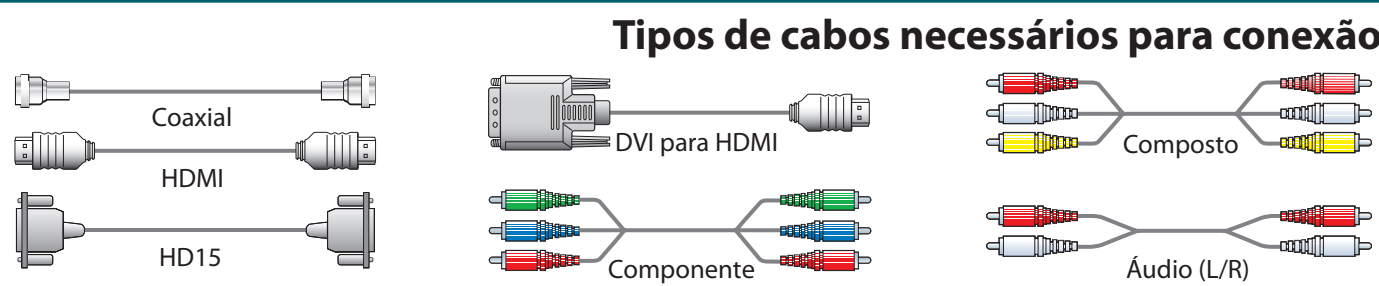 Tipos de cabos necessários para conexão
Coaxial
HDMI
HD15
DVI para HDMI
Componente
Composto
Áudio (L/R)